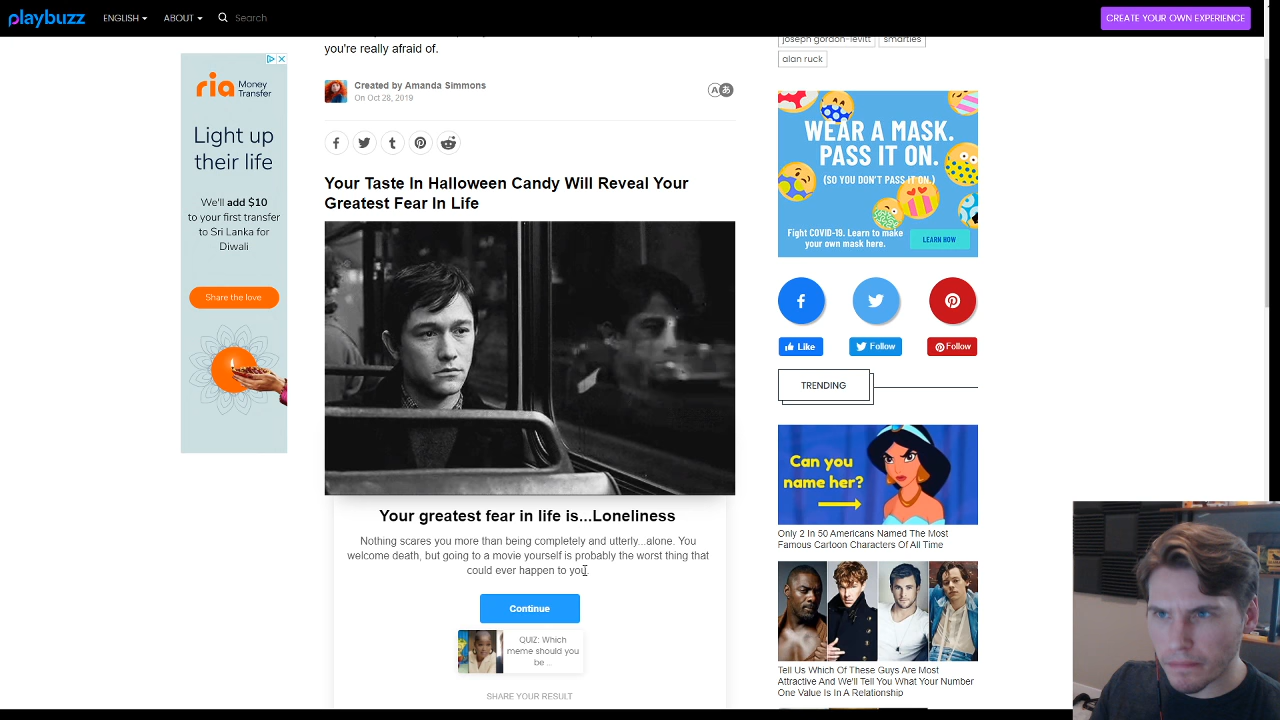 playbuzz
ENGLISH
ABOUT
Search
CREATE YOUR OWN EXPERIENCE
you're really afraid of.
joseph gordon-levitt
smarties
alan ruck
Created by Amanda Simmons
On Oct 28, 2019
ria Money
Transfer
Light up
their life
We'll add $10
to your first transfer
to Sri Lanka for
Diwali
Share the love
Your Taste In Halloween Candy Will Reveal Your
Greatest Fear In Life
Your greatest fear in life is...Loneliness
Nothing scares you more than being completely and utterly...alone. You
welcome death, but going to a movie yourself is probably the worst thing that
could ever happen to you.
Continue
QUIZ: Which
meme should you
be ...
SHARE YOUR RESULT
WEAR A MASK.
PASS IT ON.
(SO YOU DON'T PASS IT ON.)
Fight COVID-19. Learn to make
your own mask here.
LEARN NOW
Like
Follow
Follow
TRENDING
Can you
name her?
Only 2 In 50 Americans Named The Most
Famous Cartoon Characters Of All Time
Tell Us Which Of These Guys Are Most
Attractive And We'll Tell You What Your Number
One Value Is In A Relationship